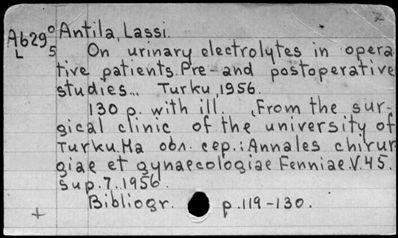 A629⁰ Antila, Lassi.
L 5 On urinary electrolytes in opera
tive patients. Pre- and postoperative
studies... Turku, 1956.
130 p. with ill. (From the sur-
gical clinic of the university of
Turku. На обл. сер.: Annales chirur
giae et gynaecologiae Fenniae. V. 45.
Sup. 7. 1956.
Bibliogr. p. 119-130.
+